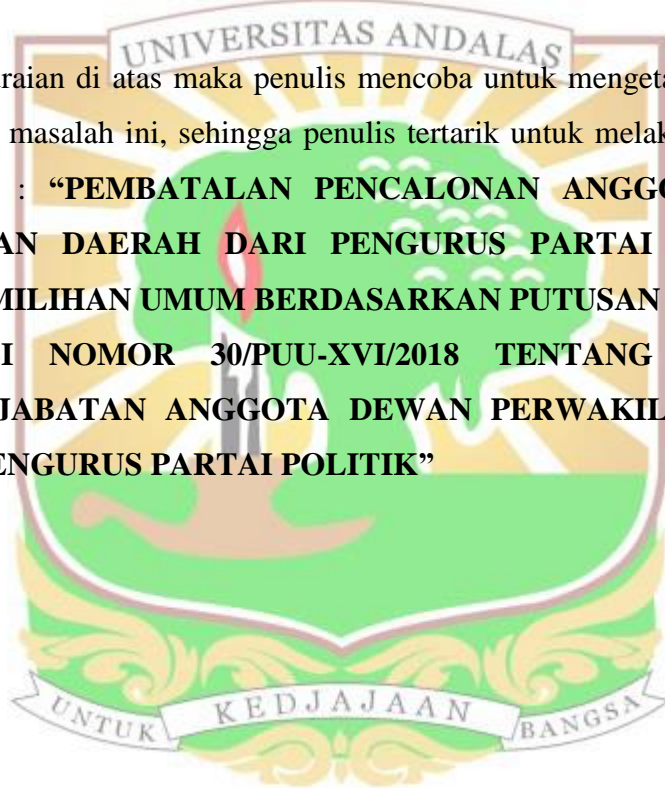 UNIVERSITAS ANDALAS
raian di atas maka penulis mencoba untuk mengeta
masalah ini, sehingga penulis tertarik untuk melak
: “PEMBATALAN PENCALONAN ANGGO
AN DAERAH DARI PENGURUS PARTAI
MILIHAN UMUM BERDASARKAN PUTUSAN
I NOMOR 30/PUU-XVI/2018 TENTANG
JABATAN ANGGOTA DEWAN PERWAKIL
ENGURUS PARTAI POLITIK”
UNTUK KEDJAJAAN BANGSA